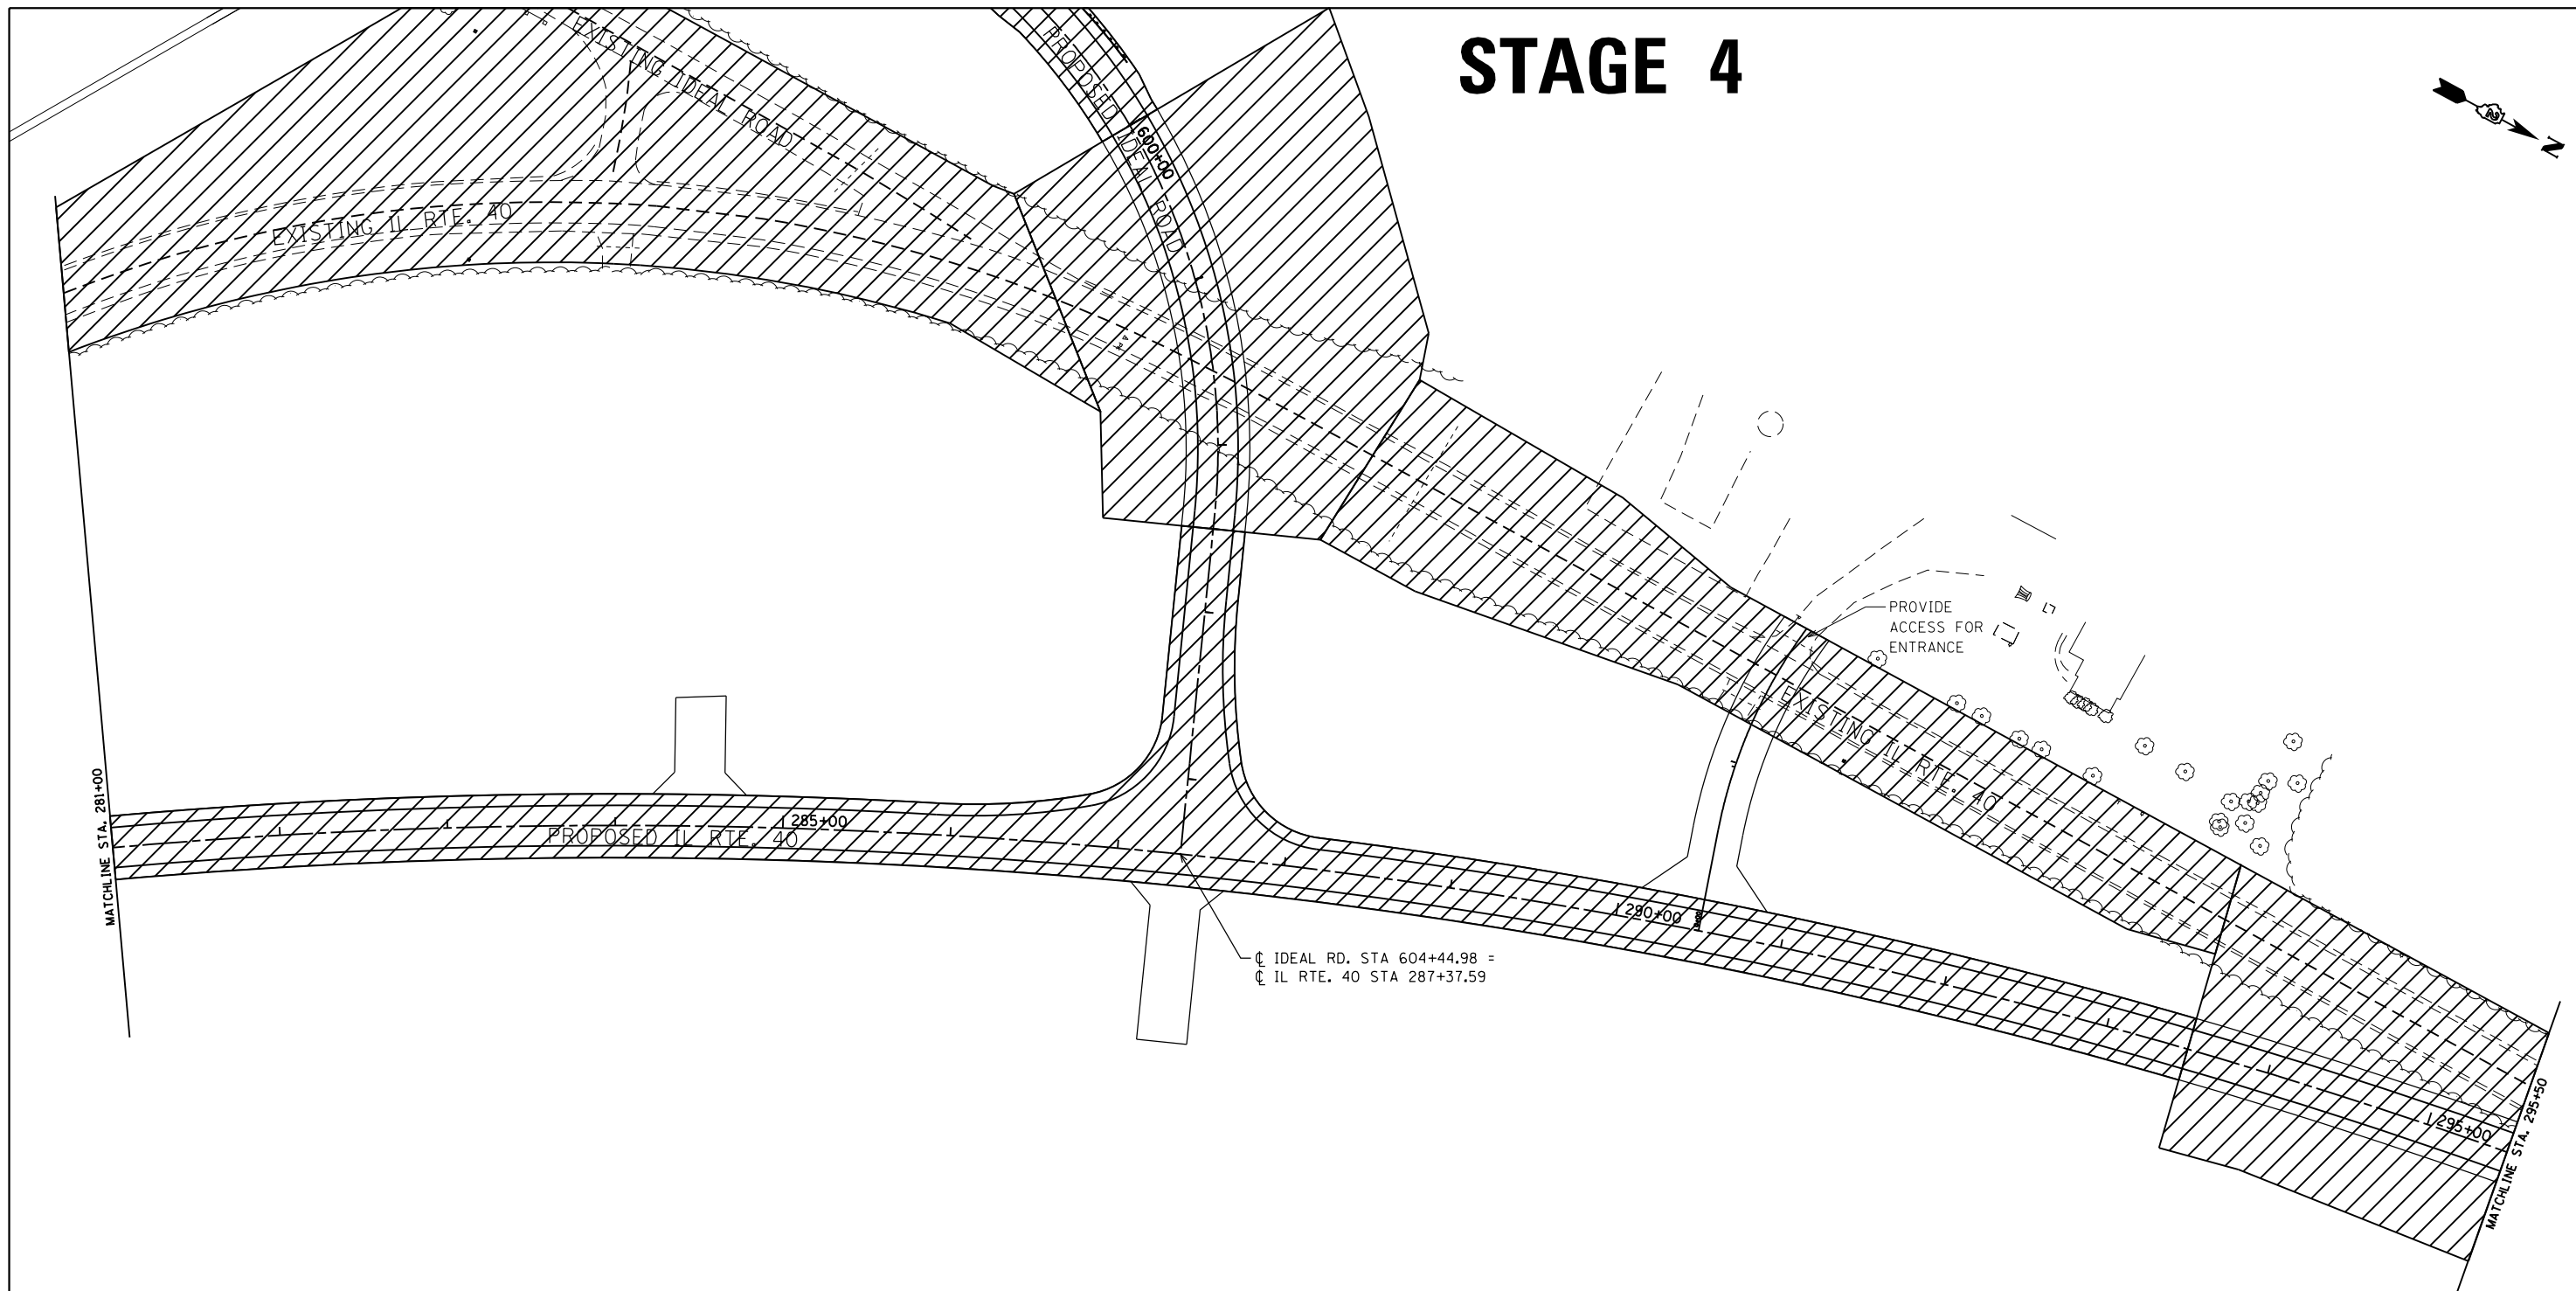 STAGE 4
N
EXISTING IDEAL ROAD
PROPOSED IDEAL ROAD
600+00
EXISTING IL RTE. 40
PROVIDE
ACCESS FOR
ENTRANCE
EXISTING IL RTE. 40
MATCHLINE STA. 281+00
285+00
PROPOSED IL RTE. 40
290+00
℄ IDEAL RD. STA 604+44.98 =
℄ IL RTE. 40 STA 287+37.59
295+00
MATCHLINE STA. 295+50